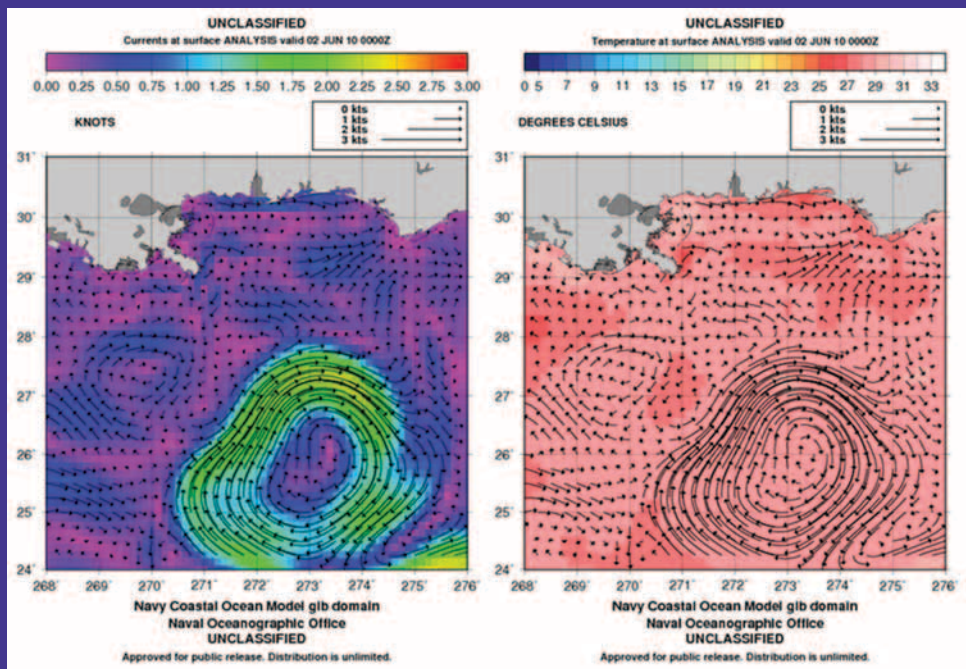 UNCLASSIFIED
Currents at surface ANALYSIS valid 02 JUN 10 0000Z
0.00 0.25 0.50 0.75 1.00 1.25 1.50 1.75 2.00 2.25 2.50 2.75 3.00
KNOTS
0 kts
1 kts
2 kts
3 kts
31°
30°
29°
28°
27°
26°
25°
24°
268 269 270 271 272 273 274 275 276
Navy Coastal Ocean Model glb domain
Naval Oceanographic Office
UNCLASSIFIED
Approved for public release. Distribution is unlimited.
UNCLASSIFIED
Temperature at surface ANALYSIS valid 02 JUN 10 0000Z
0 5 7 9 11 13 15 17 19 21 23 25 27 29 31 33
DEGREES CELSIUS
0 kts
1 kts
2 kts
3 kts
31°
30°
29°
28°
27°
26°
25°
24°
268 269 270 271 272 273 274 275 276
Navy Coastal Ocean Model glb domain
Naval Oceanographic Office
UNCLASSIFIED
Approved for public release. Distribution is unlimited.